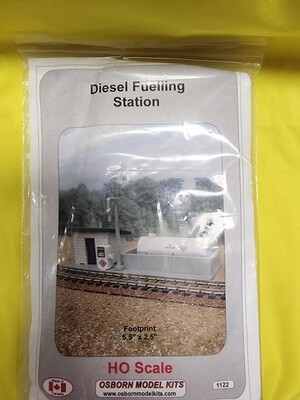 Diesel Fuelling
Station
Footprint
5.5" x 2.5"
HO Scale
OSBORN MODEL KITS
www.osbornmodelkits.com
1122